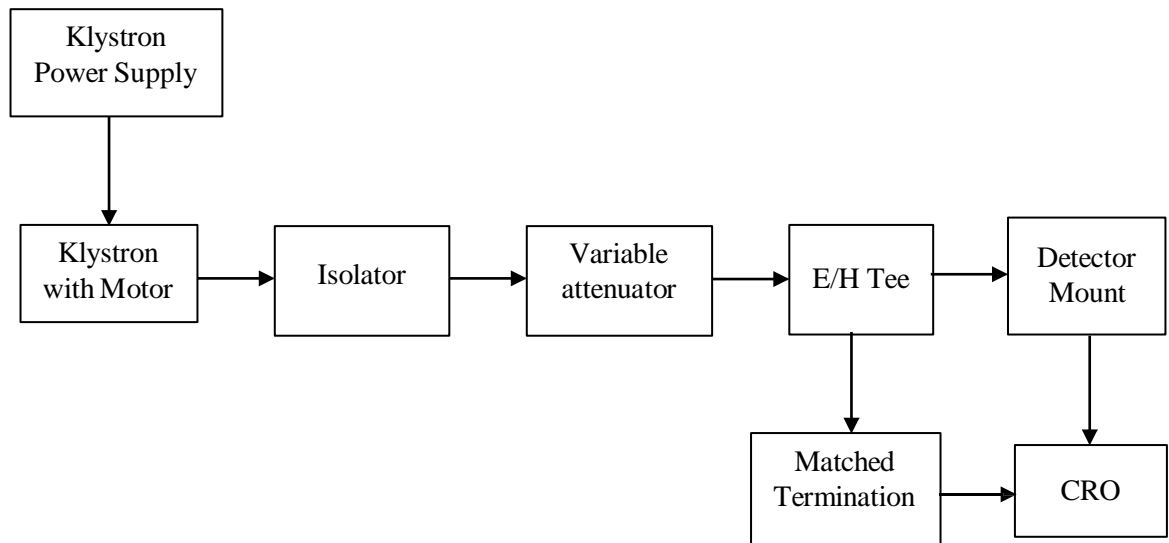 Klystron
Power Supply
Klystron
with Motor
Isolator
Variable
attenuator
E/H Tee
Detector
Mount
Matched
Termination
CRO